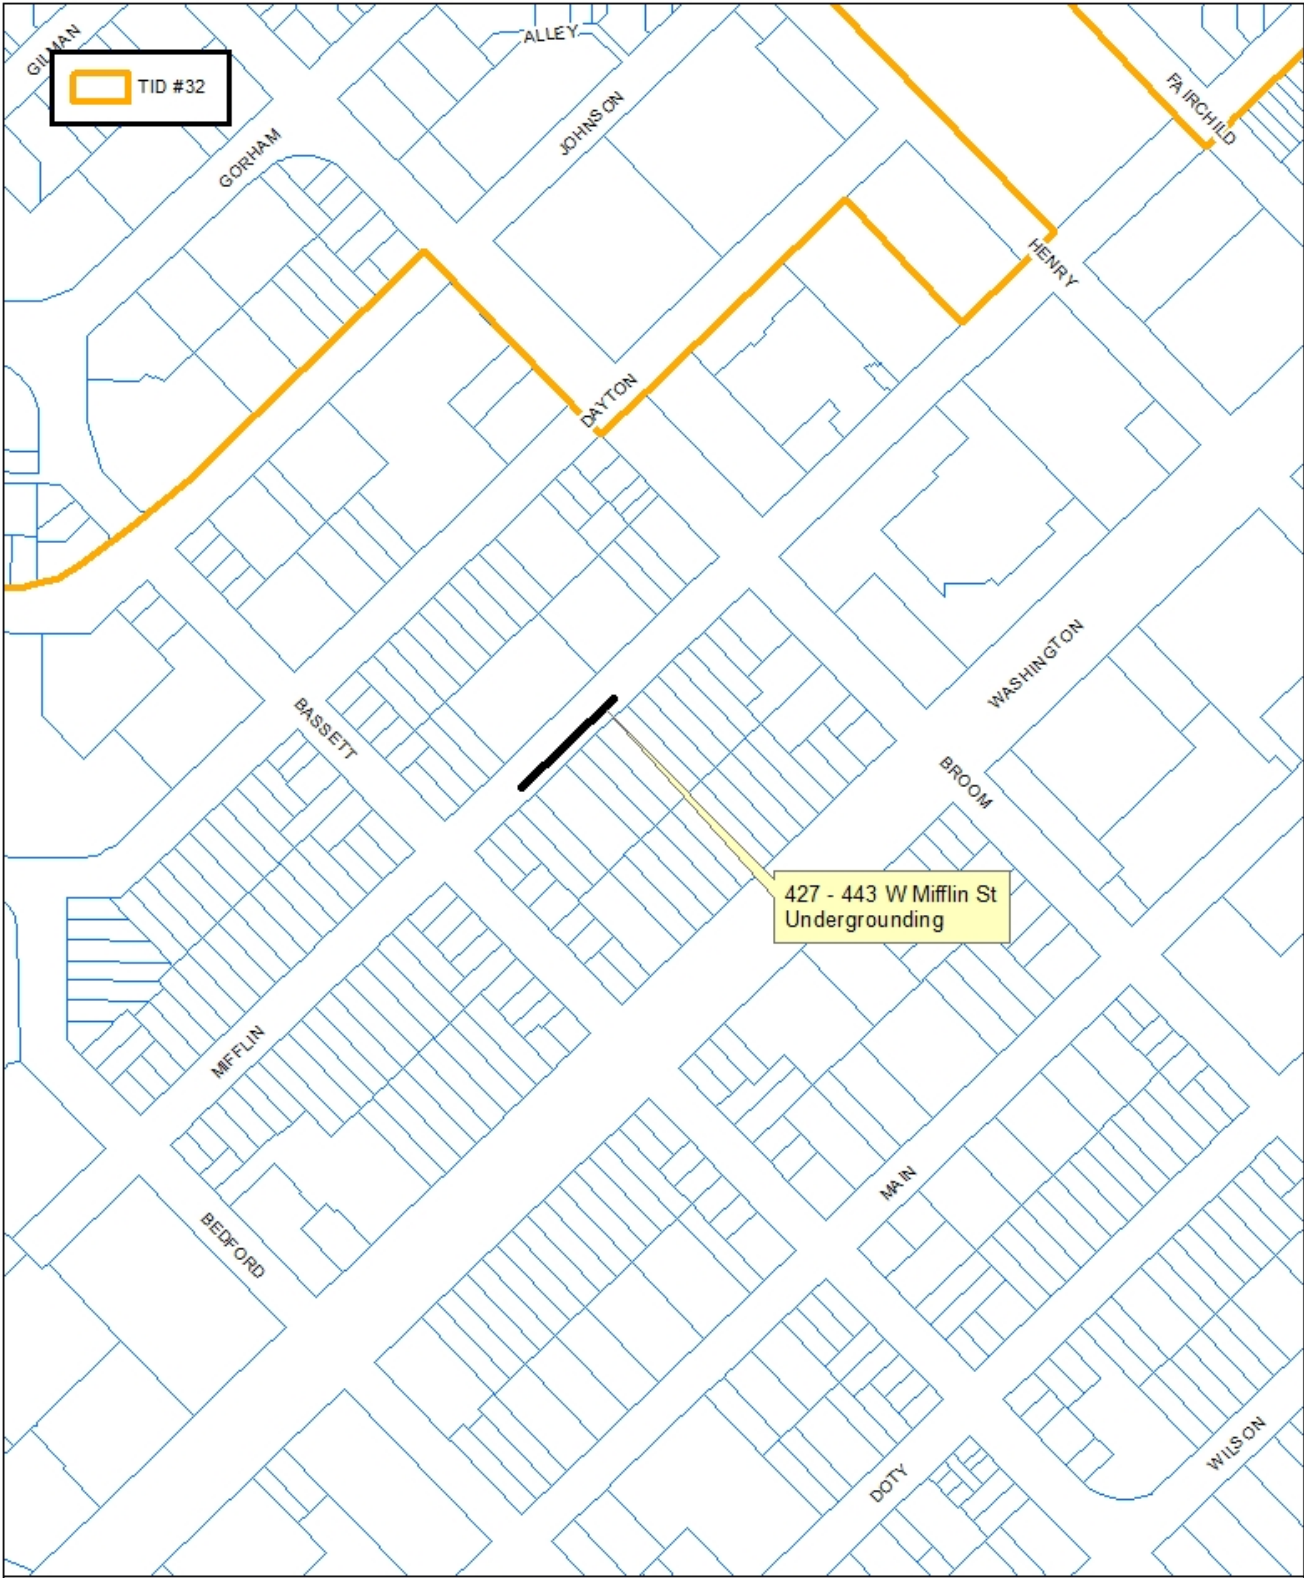 GILMAN
ALLEY
TID #32
FAIRCHILD
JOHNSON
GORHAM
HENRY
DAYTON
WASHINGTON
BASSETT
BROOM
427 - 443 W Mifflin St
Undergrounding
MIFFLIN
MAIN
BEDFORD
WILSON
DOTY